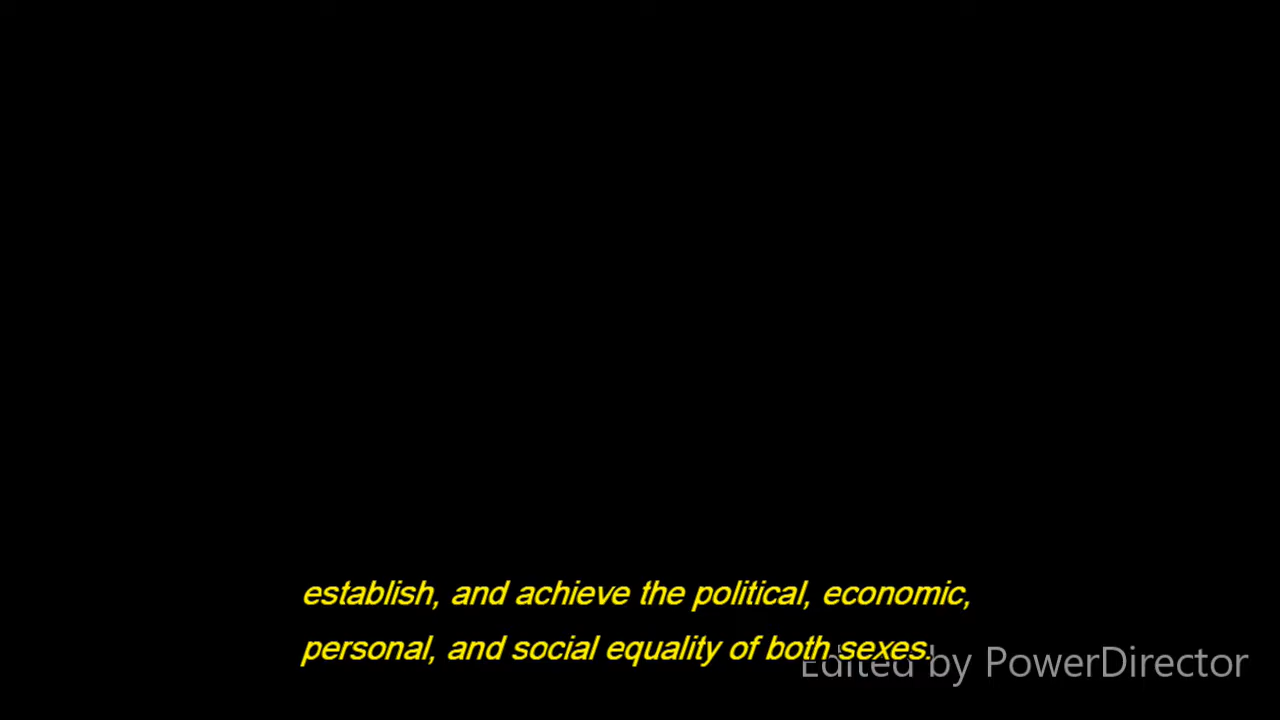 establish, and achieve the political, economic,
personal, and social equality of both sexes.
Edited by PowerDirector